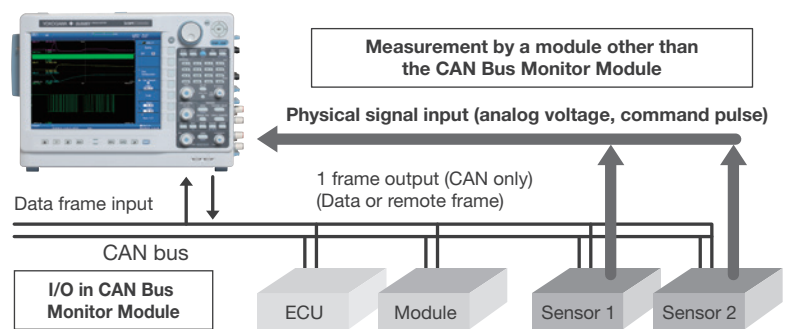 YOKOGAWA
Measurement by a module other than
the CAN Bus Monitor Module
Physical signal input (analog voltage, command pulse)
1 frame output (CAN only)
(Data or remote frame)
Data frame input
CAN bus
I/O in CAN Bus
Monitor Module
ECU
Module
Sensor 1
Sensor 2